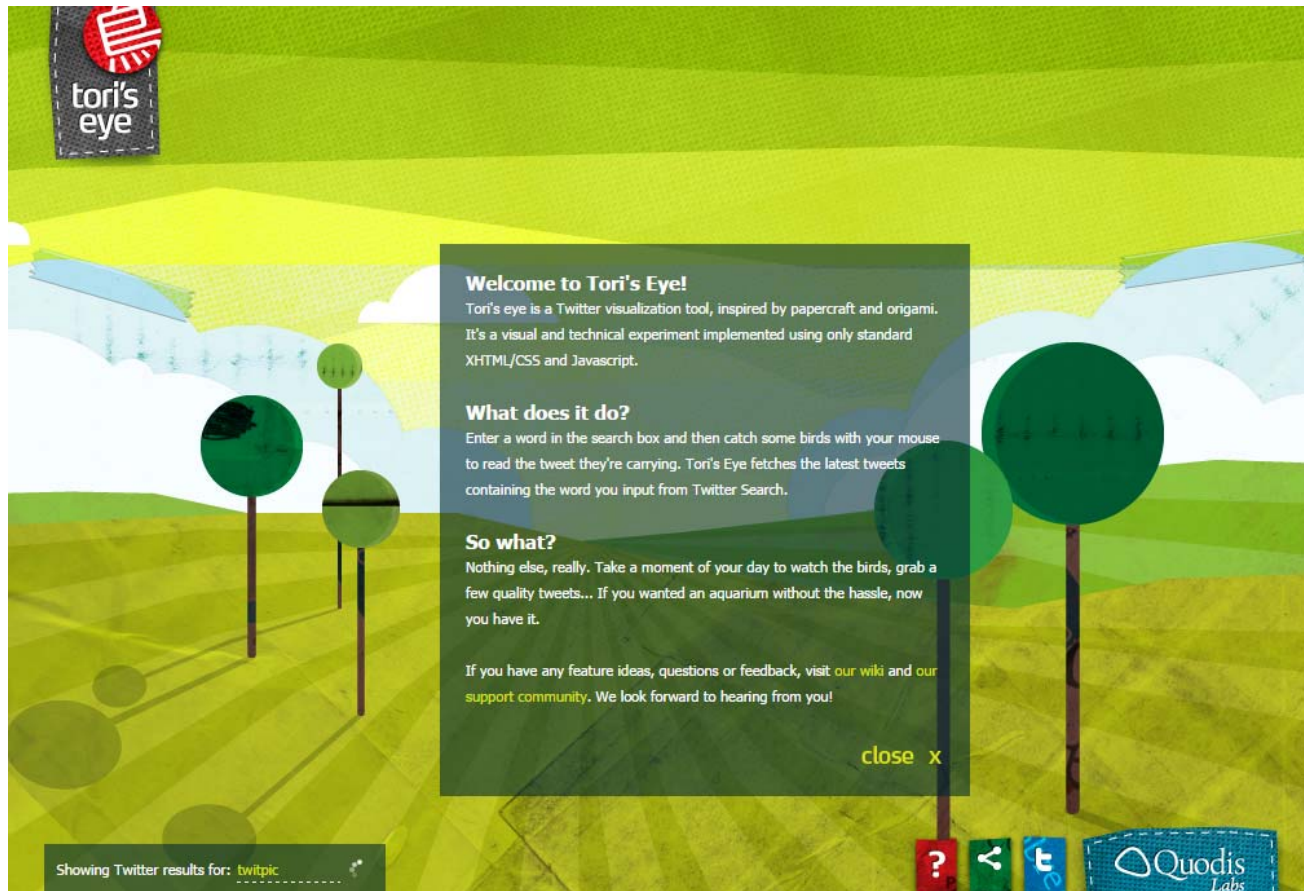 tori's
eye
Welcome to Tori's Eye!
Tori's eye is a Twitter visualization tool, inspired by papercraft and origami.
It's a visual and technical experiment implemented using only standard
XHTML/CSS and Javascript.
What does it do?
Enter a word in the search box and then catch some birds with your mouse
to read the tweet they're carrying. Tori's Eye fetches the latest tweets
containing the word you input from Twitter Search.
So what?
Nothing else, really. Take a moment of your day to watch the birds, grab a
few quality tweets... If you wanted an aquarium without the hassle, now
you have it.
If you have any feature ideas, questions or feedback, visit our wiki and our
support community. We look forward to hearing from you!
close x
Showing Twitter results for: twitpic
?
t
Quodis
Labs